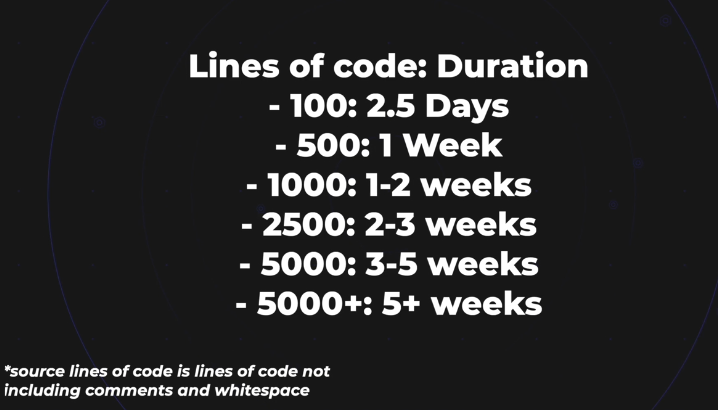 Lines of code: Duration
- 100: 2.5 Days
- 500: 1 Week
- 1000: 1-2 weeks
- 2500: 2-3 weeks
- 5000: 3-5 weeks
- 5000+: 5+ weeks
*source lines of code is lines of code not
including comments and whitespace